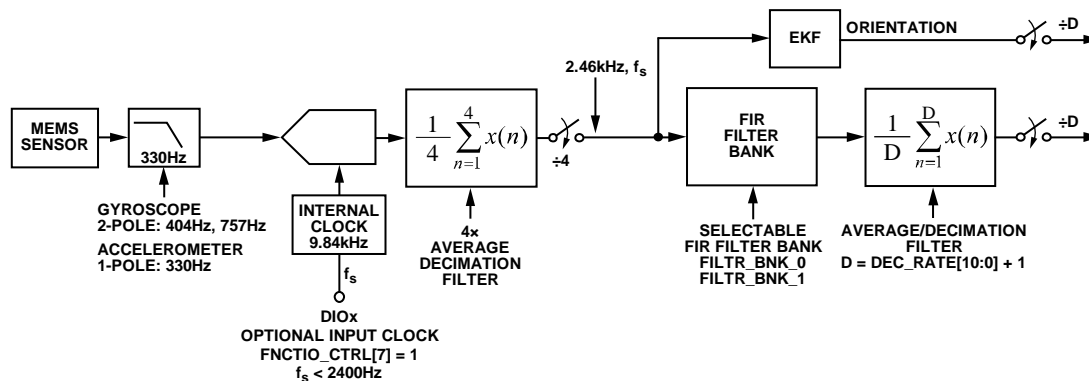 MEMS
SENSOR
330Hz
GYROSCOPE
2-POLE: 404Hz, 757Hz
ACCELEROMETER
1-POLE: 330Hz
INTERNAL
CLOCK
9.84kHz
fs
DIOx
OPTIONAL INPUT CLOCK
FNCTIO_CTRL[7] = 1
fs < 2400Hz
1/4 4∑n=1 x(n)
÷4
4×
AVERAGE
DECIMATION
FILTER
2.46kHz, fs
EKF
ORIENTATION
÷D
FIR
FILTER
BANK
SELECTABLE
FIR FILTER BANK
FILTR_BNK_0
FILTR_BNK_1
1/D D∑n=1 x(n)
÷D
AVERAGE/DECIMATION
FILTER
D = DEC_RATE[10:0] + 1